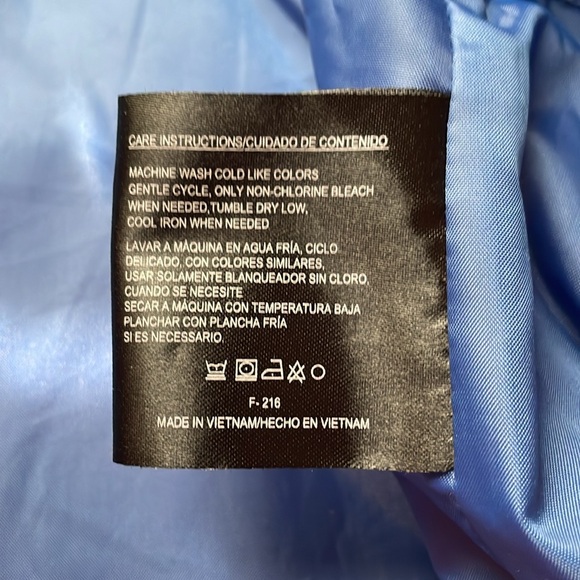 CARE INSTRUCTIONS/CUIDADO DE CONTENIDO
MACHINE WASH COLD LIKE COLORS
GENTLE CYCLE, ONLY NON-CHLORINE BLEACH
WHEN NEEDED,TUMBLE DRY LOW,
COOL IRON WHEN NEEDED
LAVAR A MÁQUINA EN AGUA FRÍA, CICLO
DELICADO, CON COLORES SIMILARES,
USAR SOLAMENTE BLANQUEADOR SIN CLORO,
CUANDO SE NECESITE
SECAR A MÁQUINA CON TEMPERATURA BAJA
PLANCHAR CON PLANCHA FRÍA
SI ES NECESARIO.
F- 216
MADE IN VIETNAM/HECHO EN VIETNAM